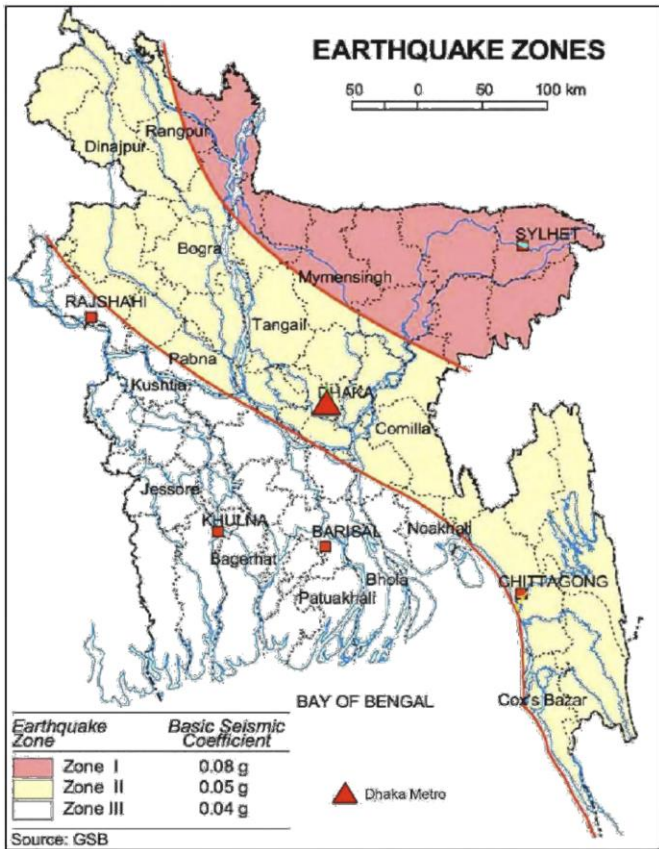 EARTHQUAKE ZONES
50 0 50 100 km
Rangpur
Dinajpur
SYLHET
Bogra
Mymensingh
RAJSHAHI
Tangail
Pabna
Kushtia
DHAKA
Comilla
Jessore
Noakhali
KHULNA
BARISAL
Bagerhat
Bhola
CHITTAGONG
Patuakhali
BAY OF BENGAL
Cox's Bazar
Earthquake Zone Basic Seismic Coefficient
Zone I 0.08 g
Zone II 0.05 g
Zone III 0.04 g
Dhaka Metro
Source: GSB